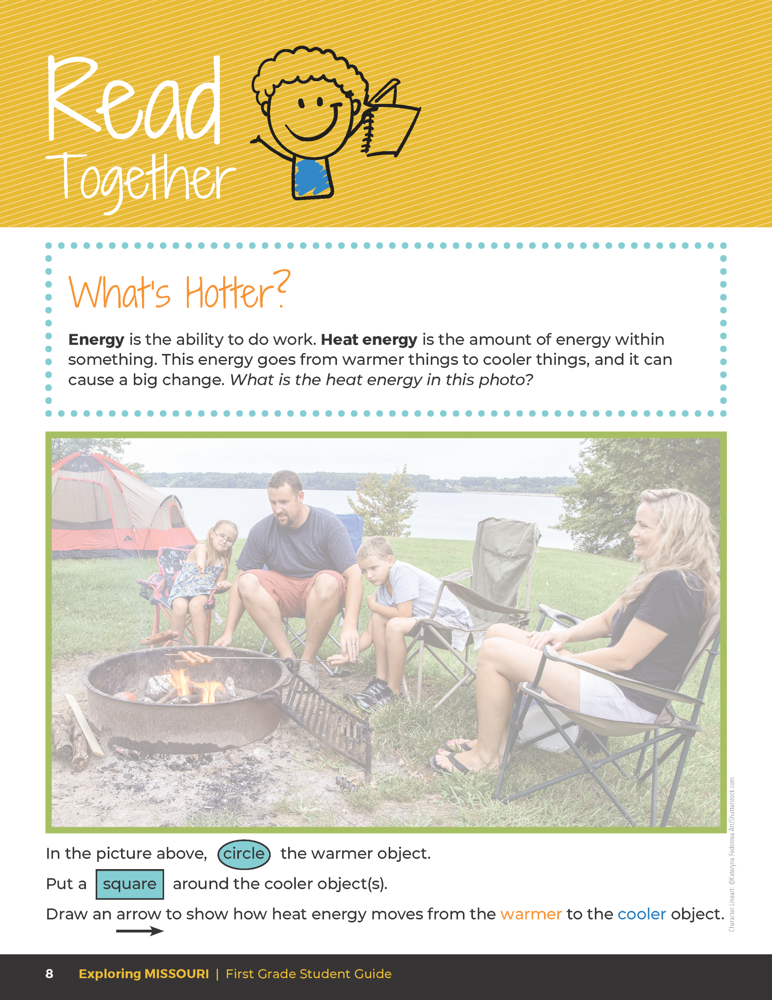 Read
Together
What's Hotter?
Energy is the ability to do work. Heat energy is the amount of energy within
something. This energy goes from warmer things to cooler things, and it can
cause a big change. What is the heat energy in this photo?
In the picture above, circle the warmer object.
Put a square around the cooler object(s).
Draw an arrow to show how heat energy moves from the warmer to the cooler object.
Character Lineart: ©Kateryna Fedorova Art/Shutterstock.com
8 Exploring MISSOURI | First Grade Student Guide